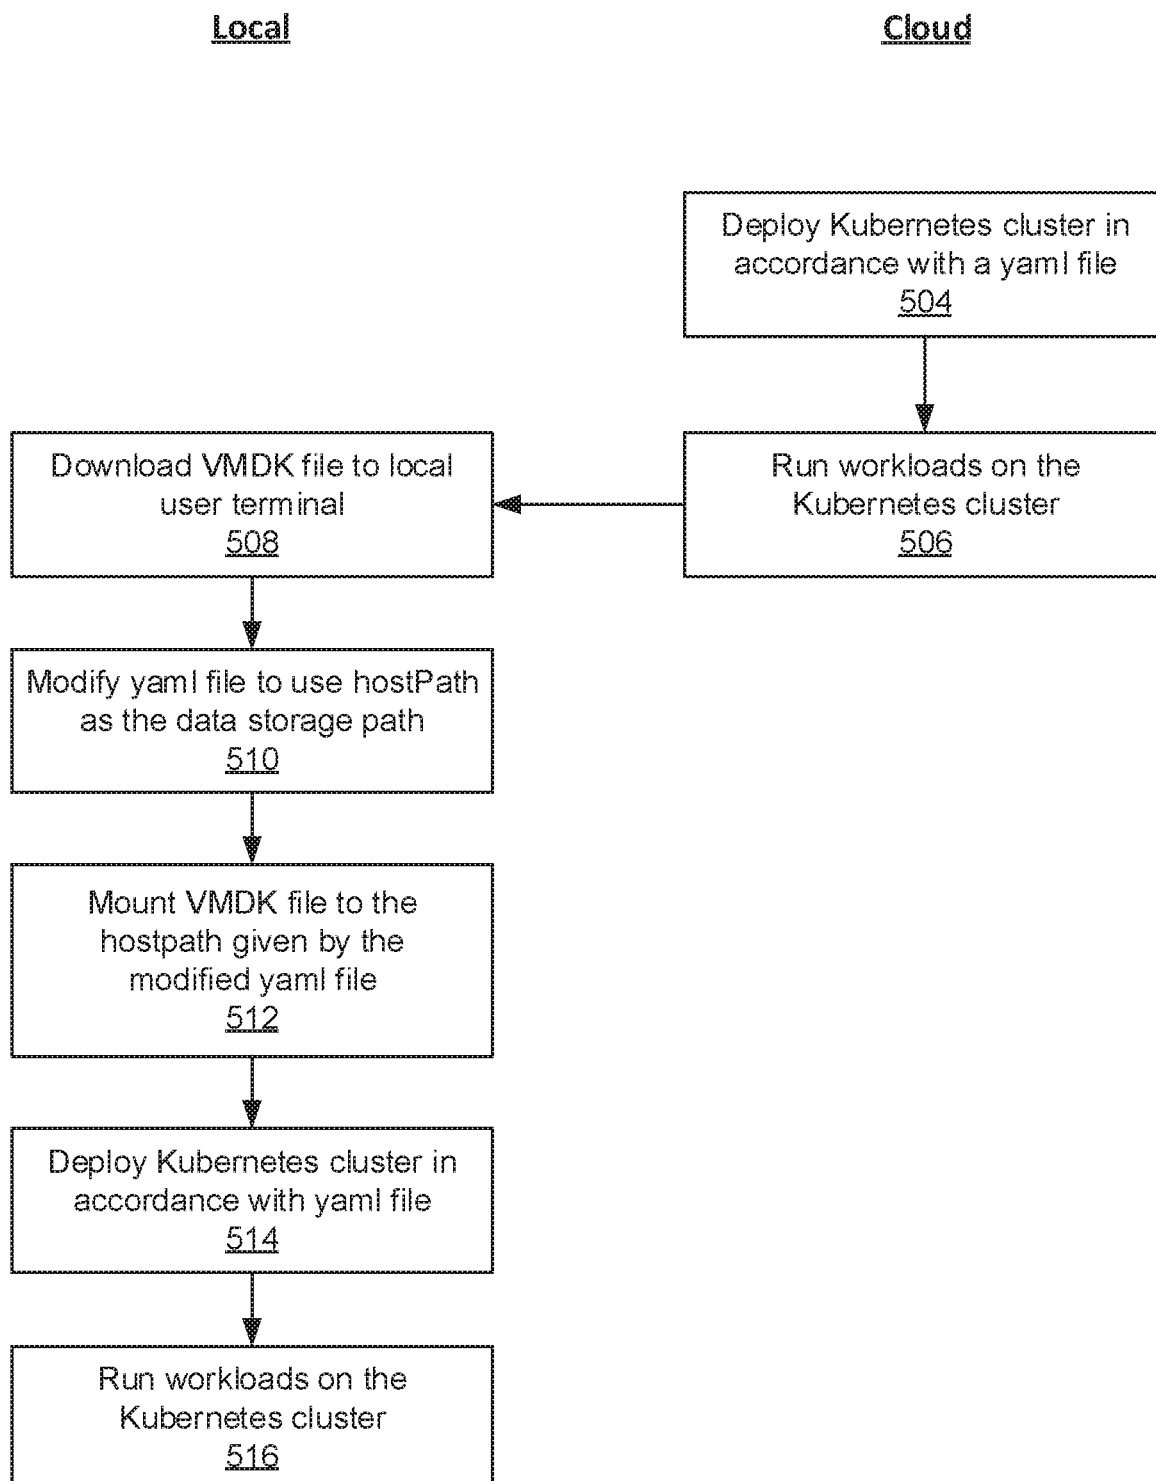 Local
Cloud
Deploy Kubernetes cluster in
accordance with a yaml file
504
Run workloads on the
Kubernetes cluster
506
Download VMDK file to local
user terminal
508
Modify yaml file to use hostPath
as the data storage path
510
Mount VMDK file to the
hostpath given by the
modified yaml file
512
Deploy Kubernetes cluster in
accordance with yaml file
514
Run workloads on the
Kubernetes cluster
516